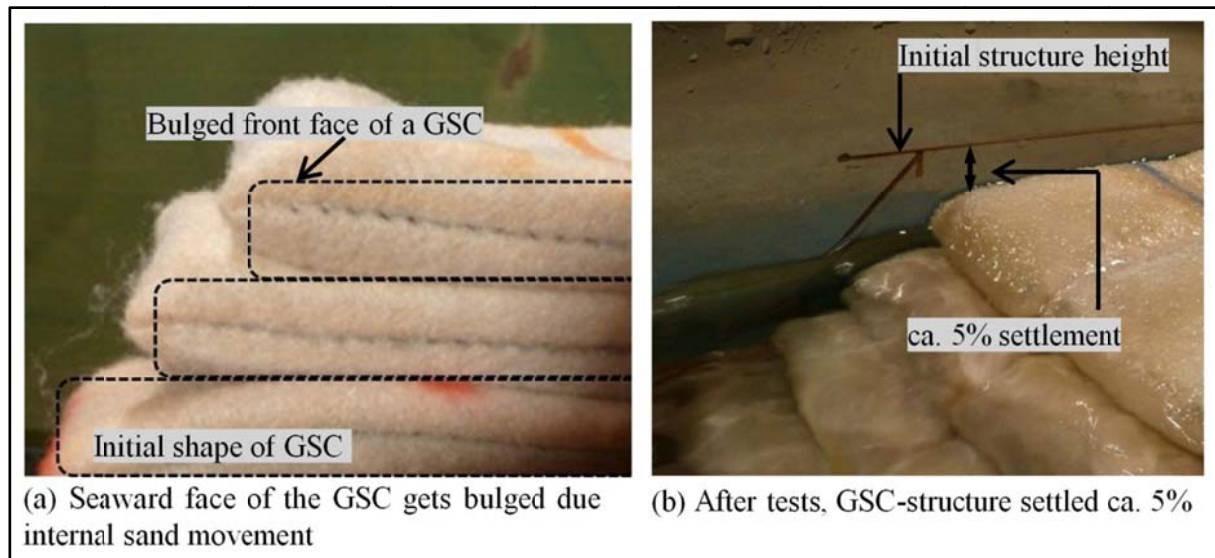 Bulged front face of a GSC
Initial shape of GSC
(a) Seaward face of the GSC gets bulged due
internal sand movement
Initial structure height
ca. 5% settlement
(b) After tests, GSC-structure settled ca. 5%